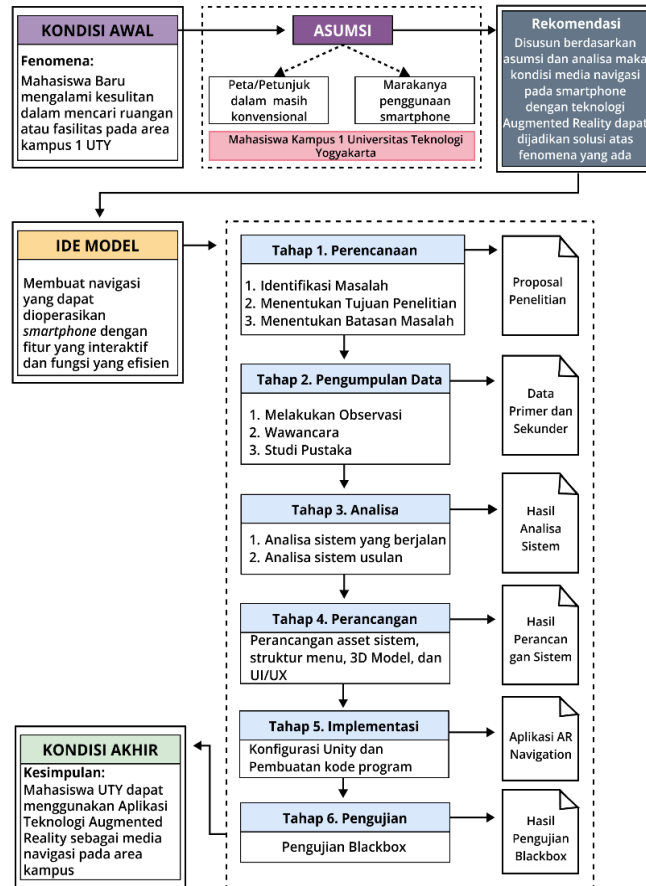 KONDISI AWAL
Fenomena:
Mahasiswa Baru
mengalami kesulitan
dalam mencari ruangan
atau fasilitas pada area
kampus 1 UTY
ASUMSI
Peta/Petunjuk
dalam masih
konvensional
Marakanya
penggunaan
smartphone
Mahasiswa Kampus 1 Universitas Teknologi
Yogyakarta
Rekomendasi
Disusun berdasarkan
asumsi dan analisa maka
kondisi media navigasi
pada smartphone
dengan teknologi
Augmented Reality dapat
dijadikan solusi atas
fenomena yang ada
IDE MODEL
Membuat navigasi
yang dapat
dioperasikan
smartphone dengan
fitur yang interaktif
dan fungsi yang efisien
Tahap 1. Perencanaan
1. Identifikasi Masalah
2. Menentukan Tujuan Penelitian
3. Menentukan Batasan Masalah
Proposal
Penelitian
Tahap 2. Pengumpulan Data
1. Melakukan Observasi
2. Wawancara
3. Studi Pustaka
Data
Primer dan
Sekunder
Tahap 3. Analisa
1. Analisa sistem yang berjalan
2. Analisa sistem usulan
Hasil
Analisa
Sistem
Tahap 4. Perancangan
Perancangan asset sistem,
struktur menu, 3D Model, dan
UI/UX
Hasil
Perancan
gan Sistem
Tahap 5. Implementasi
Konfigurasi Unity dan
Pembuatan kode program
Aplikasi AR
Navigation
Tahap 6. Pengujian
Pengujian Blackbox
Hasil
Pengujian
Blackbox
KONDISI AKHIR
Kesimpulan:
Mahasiswa UTY dapat
menggunakan Aplikasi
Teknologi Augmented
Reality sebagai media
navigasi pada area
kampus